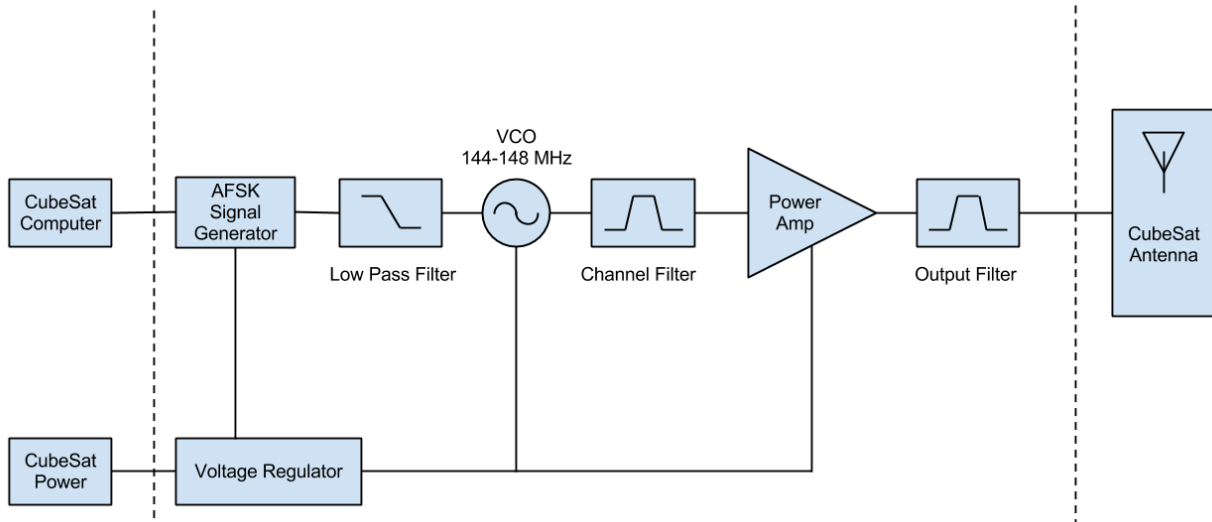 VCO
144-148 MHz
CubeSat
Computer
AFSK
Signal
Generator
Low Pass Filter
Channel Filter
Power
Amp
Output Filter
CubeSat
Antenna
CubeSat
Power
Voltage Regulator